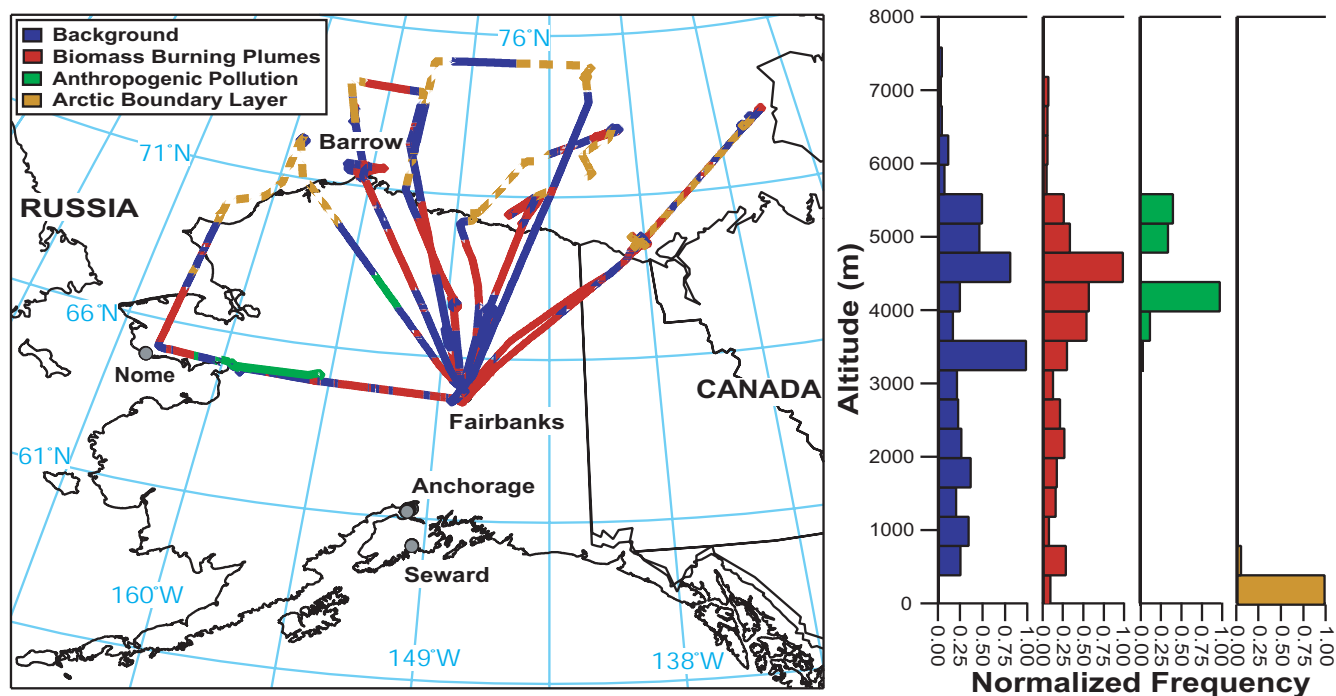 Background
Biomass Burning Plumes
Anthropogenic Pollution
Arctic Boundary Layer
76°N
Barrow
71°N
RUSSIA
66°N
Nome
CANADA
Fairbanks
61°N
Anchorage
Seward
160°W
149°W
138°W
Altitude (m)
8000
7000
6000
5000
4000
3000
2000
1000
0
0.00 0.25 0.50 0.75 1.00
0.00 0.25 0.50 0.75 1.00
0.00 0.25 0.50 0.75 1.00
0.00 0.25 0.50 0.75 1.00
Normalized Frequency